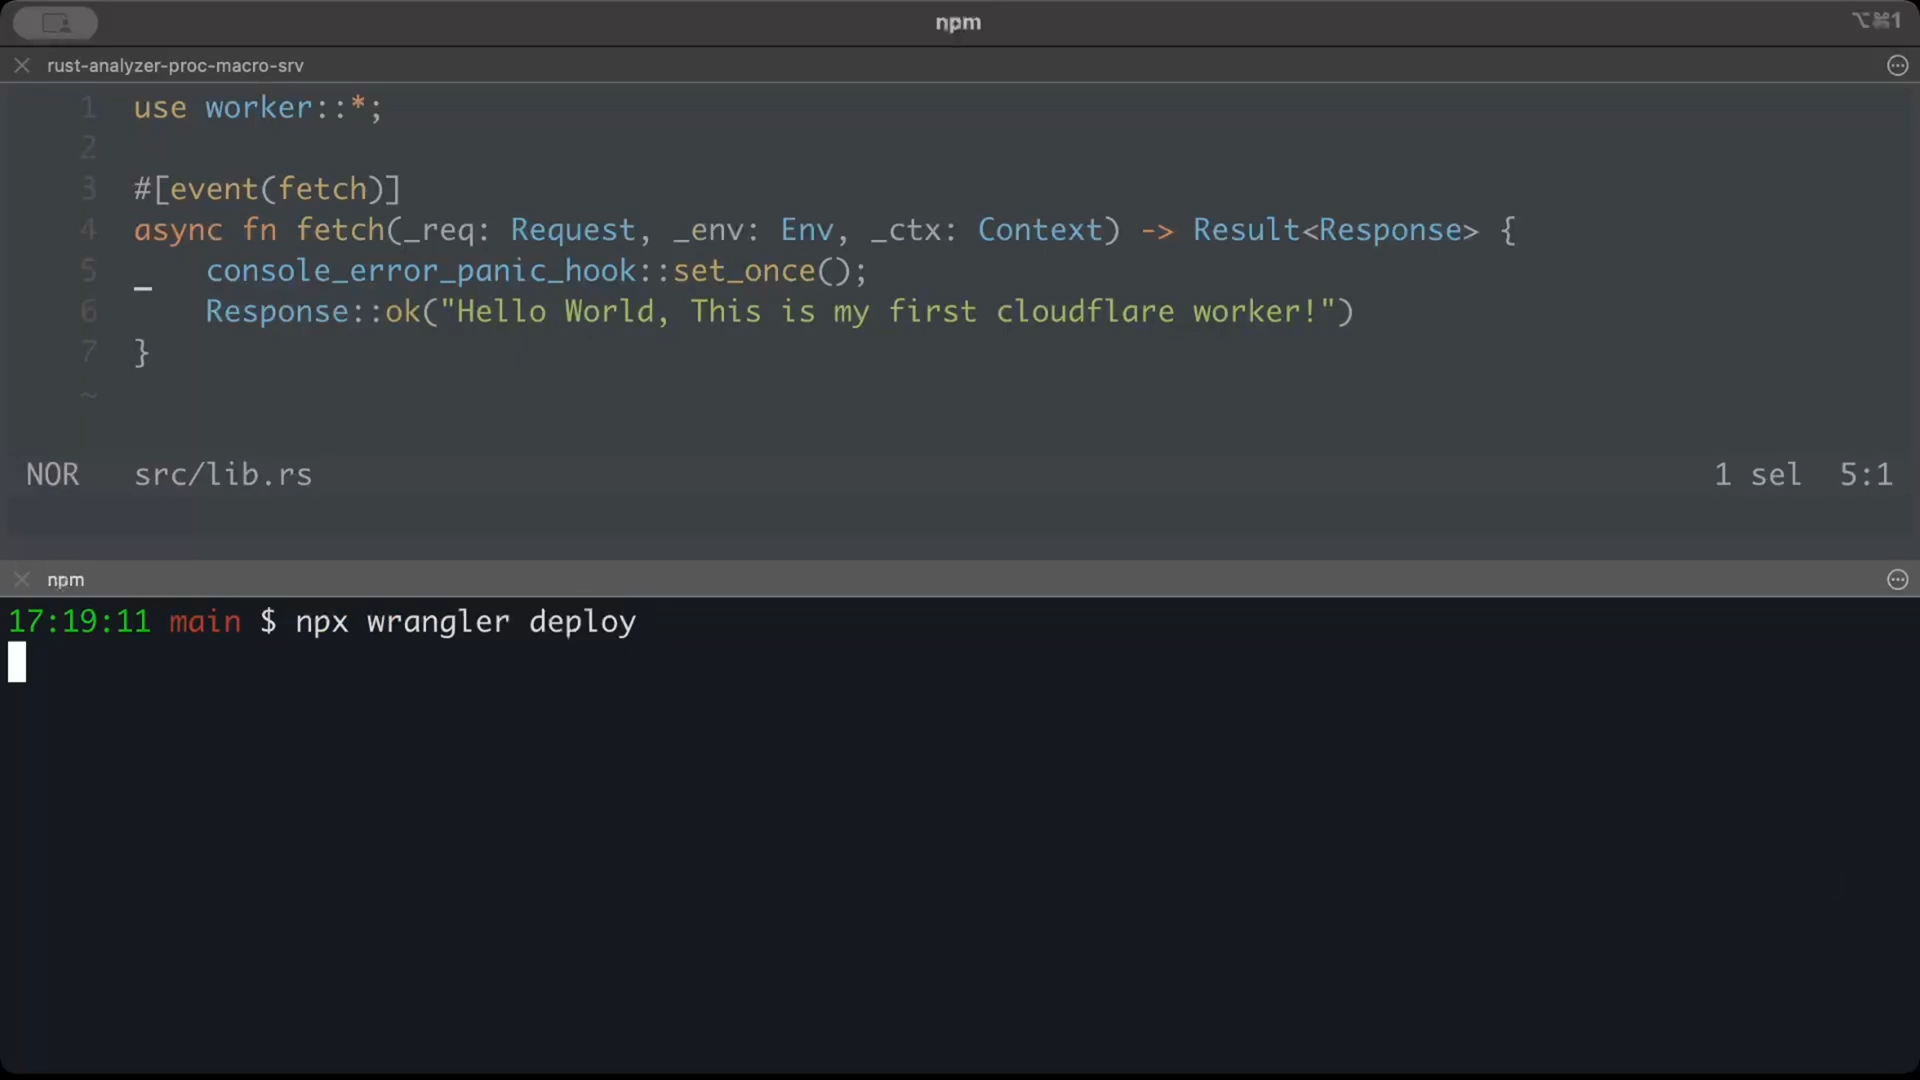 npm
⌥⌘1
rust-analyzer-proc-macro-srv
1 use worker::*;
2
3 #[event(fetch)]
4 async fn fetch(_req: Request, _env: Env, _ctx: Context) -> Result<Response> {
5     console_error_panic_hook::set_once();
6     Response::ok("Hello World, This is my first cloudflare worker!")
7 }
~
NOR src/lib.rs 1 sel 5:1
npm
17:19:11 main $ npx wrangler deploy